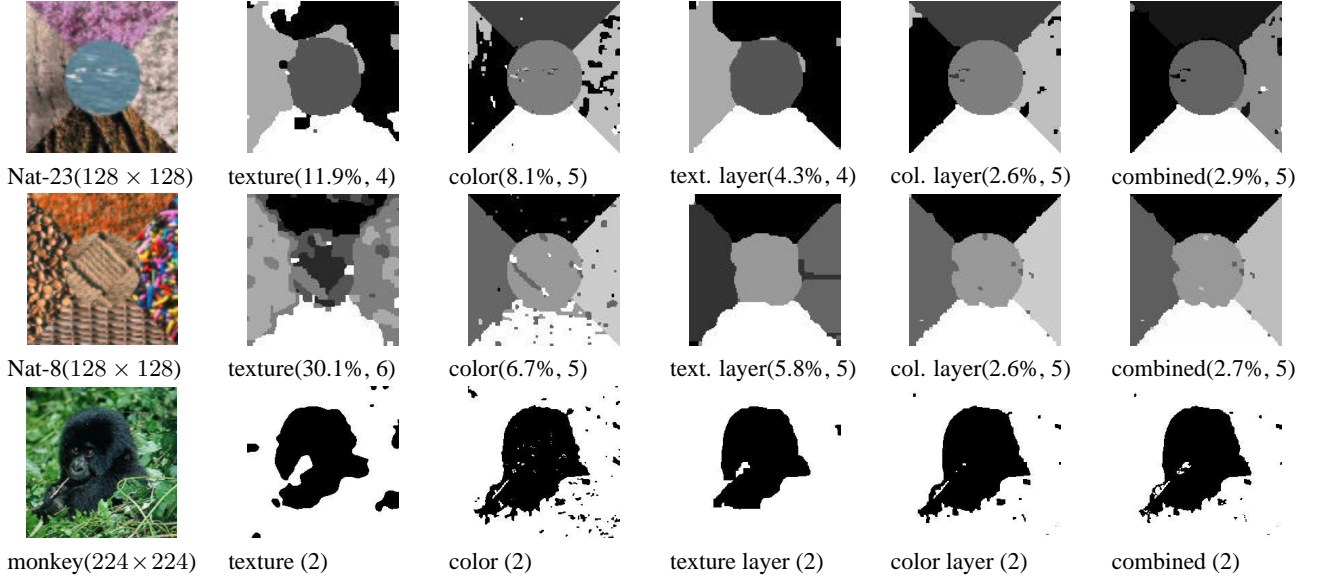 Nat-23(128 × 128) texture(11.9%, 4) color(8.1%, 5) text. layer(4.3%, 4) col. layer(2.6%, 5) combined(2.9%, 5)
Nat-8(128 × 128) texture(30.1%, 6) color(6.7%, 5) text. layer(5.8%, 5) col. layer(2.6%, 5) combined(2.7%, 5)
monkey(224×224) texture (2) color (2) texture layer (2) color layer (2) combined (2)